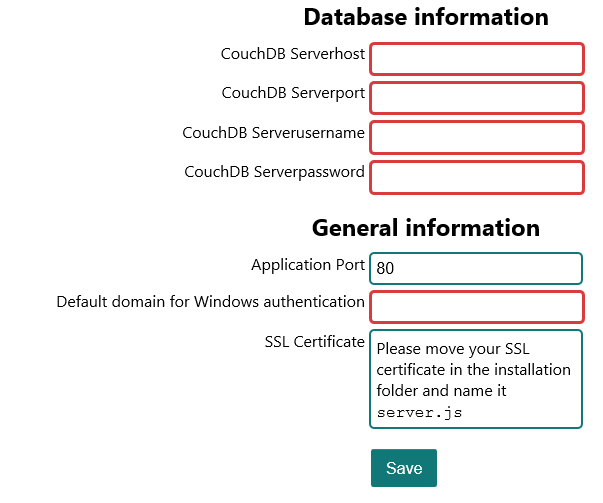 Database information
CouchDB Serverhost
CouchDB Serverport
CouchDB Serverusername
CouchDB Serverpassword
General information
Application Port 80
Default domain for Windows authentication
SSL Certificate Please move your SSL
certificate in the installation
folder and name it
server.js
Save